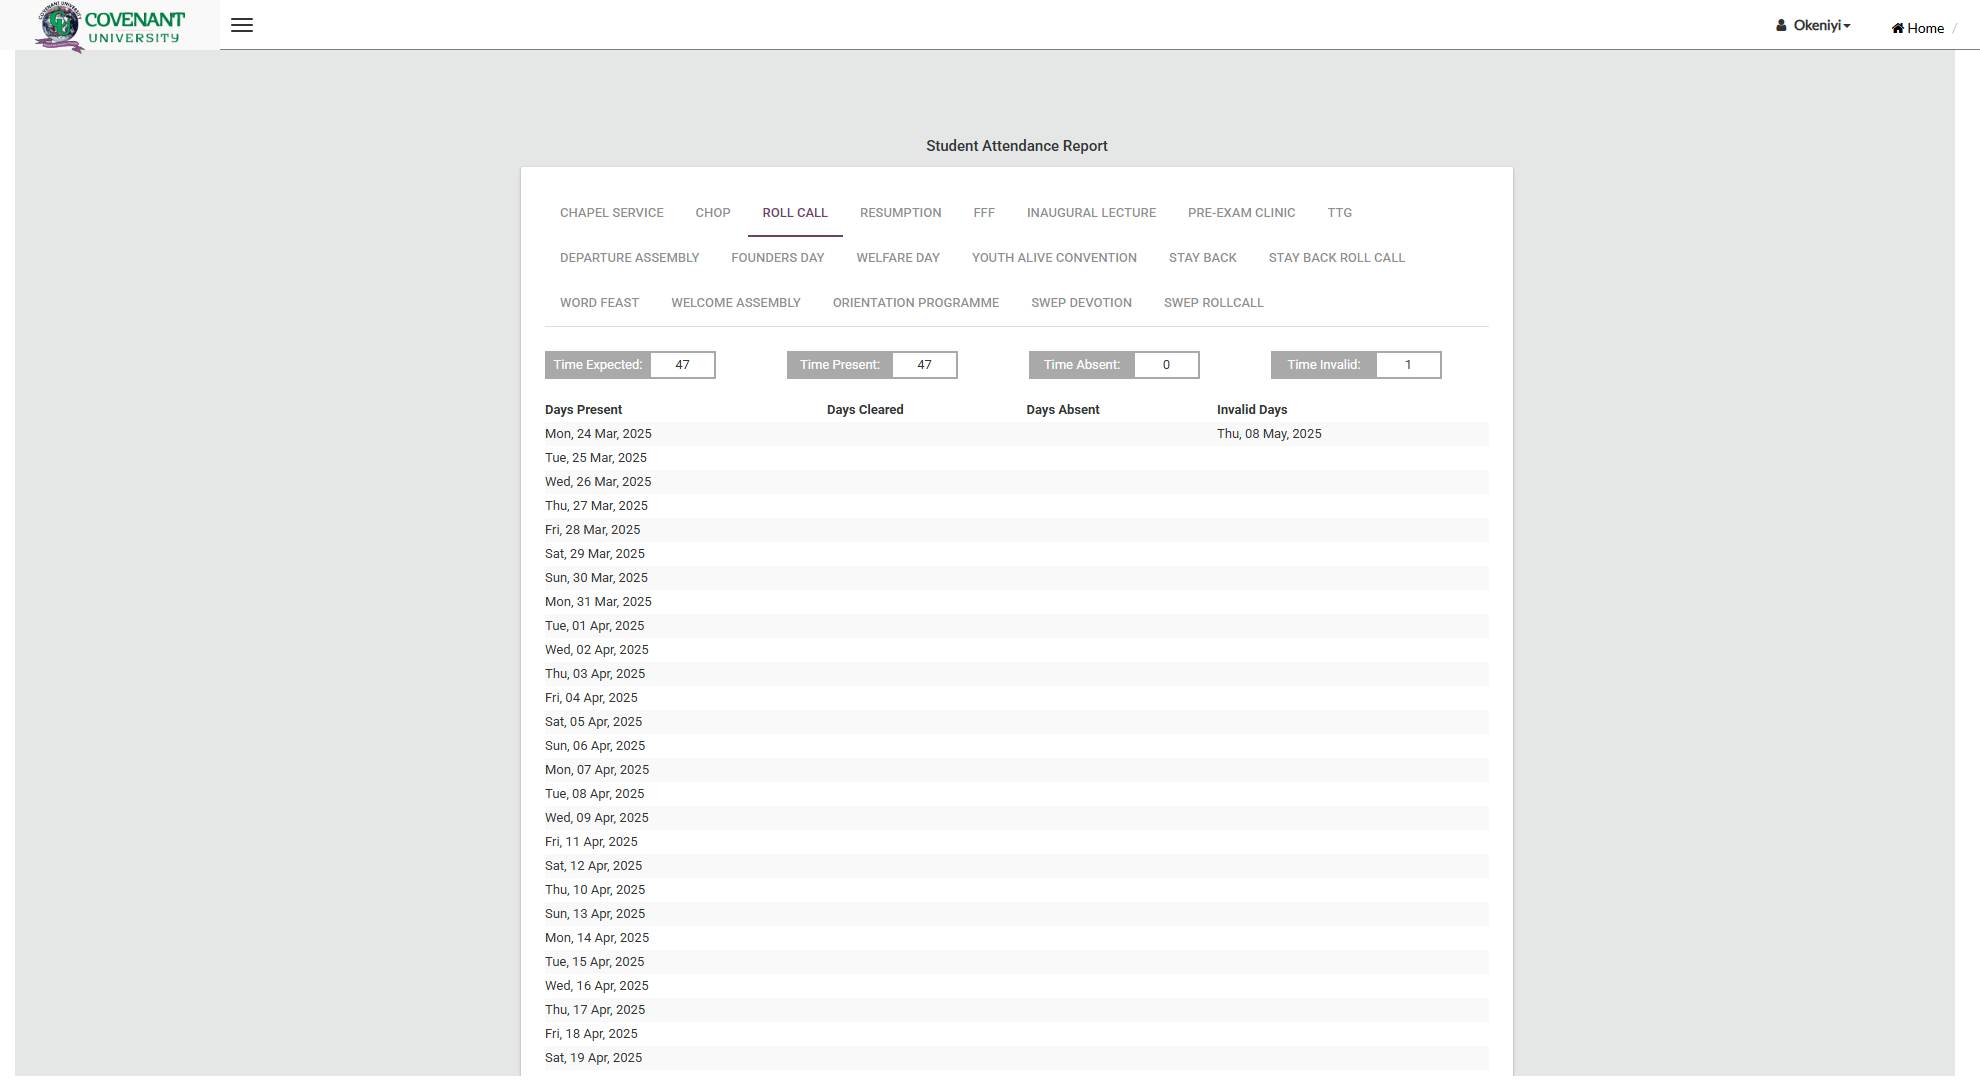 COVENANT
UNIVERSITY
Okeniyi
Home /
Student Attendance Report
CHAPEL SERVICE CHOP ROLL CALL RESUMPTION FFF INAUGURAL LECTURE PRE-EXAM CLINIC TTG
DEPARTURE ASSEMBLY FOUNDERS DAY WELFARE DAY YOUTH ALIVE CONVENTION STAY BACK STAY BACK ROLL CALL
WORD FEAST WELCOME ASSEMBLY ORIENTATION PROGRAMME SWEP DEVOTION SWEP ROLLCALL
Time Expected: 47 Time Present: 47 Time Absent: 0 Time Invalid: 1
Days Present Days Cleared Days Absent Invalid Days
Mon, 24 Mar, 2025 Thu, 08 May, 2025
Tue, 25 Mar, 2025
Wed, 26 Mar, 2025
Thu, 27 Mar, 2025
Fri, 28 Mar, 2025
Sat, 29 Mar, 2025
Sun, 30 Mar, 2025
Mon, 31 Mar, 2025
Tue, 01 Apr, 2025
Wed, 02 Apr, 2025
Thu, 03 Apr, 2025
Fri, 04 Apr, 2025
Sat, 05 Apr, 2025
Sun, 06 Apr, 2025
Mon, 07 Apr, 2025
Tue, 08 Apr, 2025
Wed, 09 Apr, 2025
Fri, 11 Apr, 2025
Sat, 12 Apr, 2025
Thu, 10 Apr, 2025
Sun, 13 Apr, 2025
Mon, 14 Apr, 2025
Tue, 15 Apr, 2025
Wed, 16 Apr, 2025
Thu, 17 Apr, 2025
Fri, 18 Apr, 2025
Sat, 19 Apr, 2025